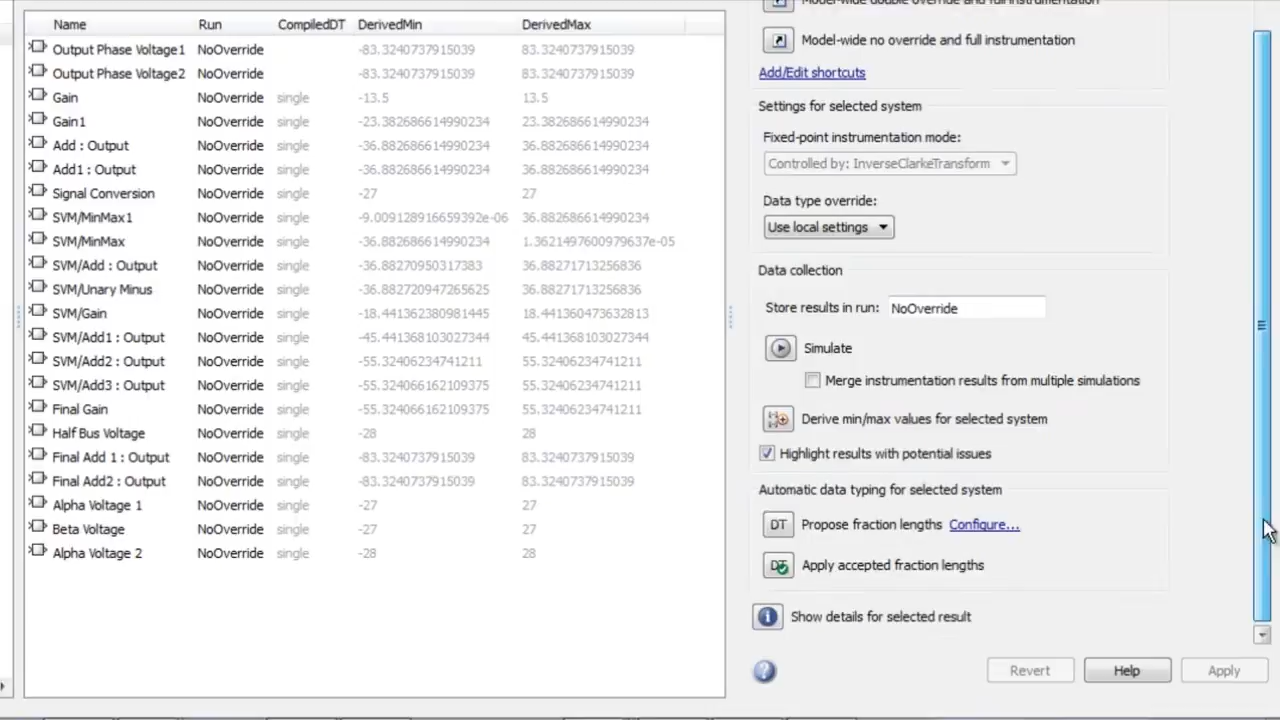 Name Run CompiledDT DerivedMin DerivedMax
Output Phase Voltage1 NoOverride -83.3240737915039 83.3240737915039
Output Phase Voltage2 NoOverride -83.3240737915039 83.3240737915039
Gain NoOverride single -13.5 13.5
Gain1 NoOverride single -23.382686614990234 23.382686614990234
Add : Output NoOverride single -36.882686614990234 36.882686614990234
Add1 : Output NoOverride single -36.882686614990234 36.882686614990234
Signal Conversion NoOverride single -27 27
SVM/MinMax1 NoOverride single -9.009128916659392e-06 36.882686614990234
SVM/MinMax NoOverride single -36.882686614990234 1.3621497600979637e-05
SVM/Add : Output NoOverride single -36.88270950317383 36.88271713256836
SVM/Unary Minus NoOverride single -36.882720947265625 36.88271713256836
SVM/Gain NoOverride single -18.441362380981445 18.441360473632813
SVM/Add1 : Output NoOverride single -45.441368103027344 45.441368103027344
SVM/Add2 : Output NoOverride single -55.32406234741211 55.32406234741211
SVM/Add3 : Output NoOverride single -55.324066162109375 55.32406234741211
Final Gain NoOverride single -55.324066162109375 55.32406234741211
Half Bus Voltage NoOverride single -28 28
Final Add 1 : Output NoOverride single -83.3240737915039 83.3240737915039
Final Add2 : Output NoOverride single -83.3240737915039 83.3240737915039
Alpha Voltage 1 NoOverride single -27 27
Beta Voltage NoOverride single -27 27
Alpha Voltage 2 NoOverride single -28 28
Model-wide double override and full instrumentation
Model-wide no override and full instrumentation
Add/Edit shortcuts
Settings for selected system
Fixed-point instrumentation mode:
Controlled by: InverseClarkeTransform
Data type override:
Use local settings
Data collection
Store results in run: NoOverride
Simulate
Merge instrumentation results from multiple simulations
Derive min/max values for selected system
Highlight results with potential issues
Automatic data typing for selected system
DT Propose fraction lengths Configure...
DT Apply accepted fraction lengths
Show details for selected result
Revert Help Apply